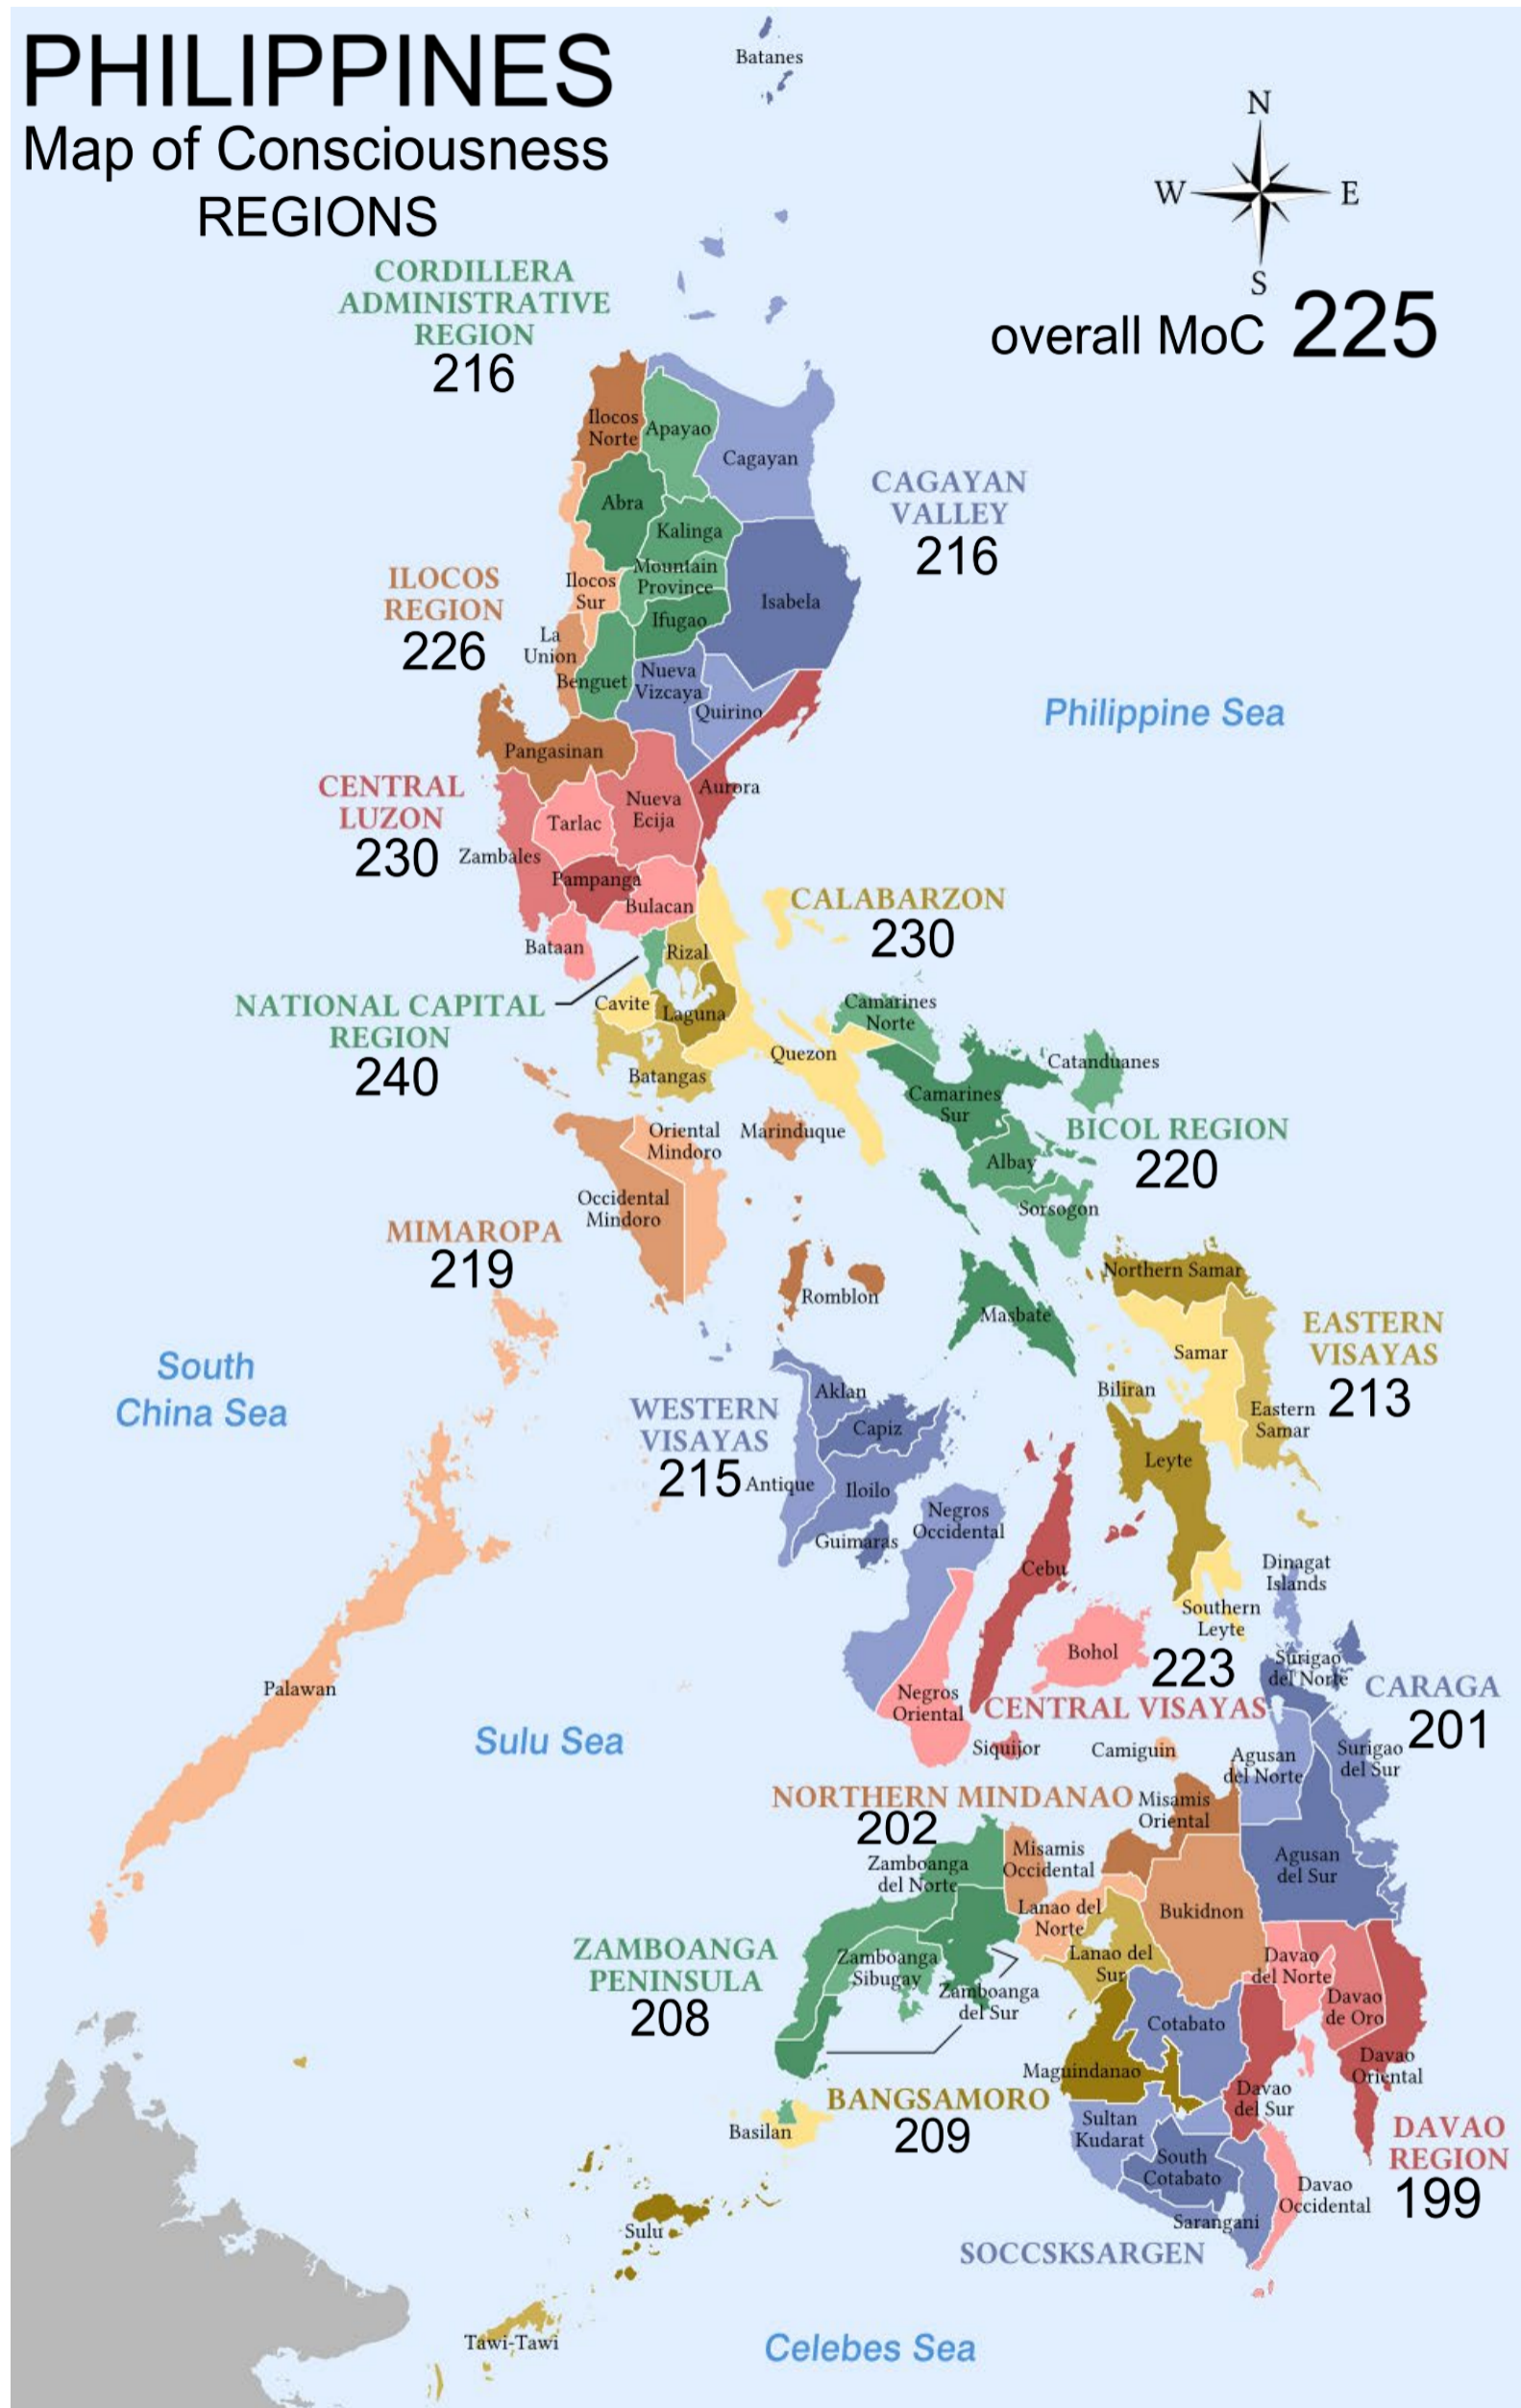 PHILIPPINES
Map of Consciousness
REGIONS
Batanes
N
W
E
S
overall MoC 225
CORDILLERA
ADMINISTRATIVE
REGION
216
Ilocos
Norte
Apayao
Cagayan
Abra
Kalinga
CAGAYAN
VALLEY
216
Mountain
Province
ILOCOS
REGION
226
Ilocos
Sur
Isabela
Ifugao
La
Union
Benguet
Nueva
Vizcaya
Quirino
Philippine Sea
Pangasinan
CENTRAL
LUZON
230
Aurora
Nueva
Ecija
Tarlac
Zambales
Pampanga
Bulacan
Bataan
CALABARZON
230
Rizal
NATIONAL CAPITAL
REGION
240
Cavite
Laguna
Camarines
Norte
Quezon
Batangas
Catanduanes
Camarines
Sur
BICOL REGION
220
Oriental
Mindoro
Marinduque
Albay
Occidental
Mindoro
Sorsogon
MIMAROPA
219
Romblon
Masbate
Northern Samar
EASTERN
VISAYAS
213
Samar
South
China Sea
Biliran
Eastern
Samar
WESTERN
VISAYAS
215
Aklan
Capiz
Antique
Iloilo
Leyte
Guimaras
Negros
Occidental
Cebu
Dinagat
Islands
Southern
Leyte
Bohol
223
Surigao
del Norte
CARAGA
201
Palawan
Negros
Oriental
CENTRAL VISAYAS
Sulu Sea
Siquijor
Camiguin
Agusan
del Norte
Surigao
del Sur
NORTHERN MINDANAO
202
Misamis
Oriental
Zamboanga
del Norte
Misamis
Occidental
Agusan
del Sur
Lanao del
Norte
Bukidnon
ZAMBOANGA
PENINSULA
208
Zamboanga
Sibugay
Zamboanga
del Sur
Lanao del
Sur
Davao
del Norte
Davao
de Oro
Cotabato
Maguindanao
Davao
Oriental
Davao
del Sur
BANGSAMORO
209
Basilan
Sultan
Kudarat
South
Cotabato
DAVAO
REGION
199
Davao
Occidental
Sarangani
Sulu
SOCCSKSARGEN
Tawi-Tawi
Celebes Sea